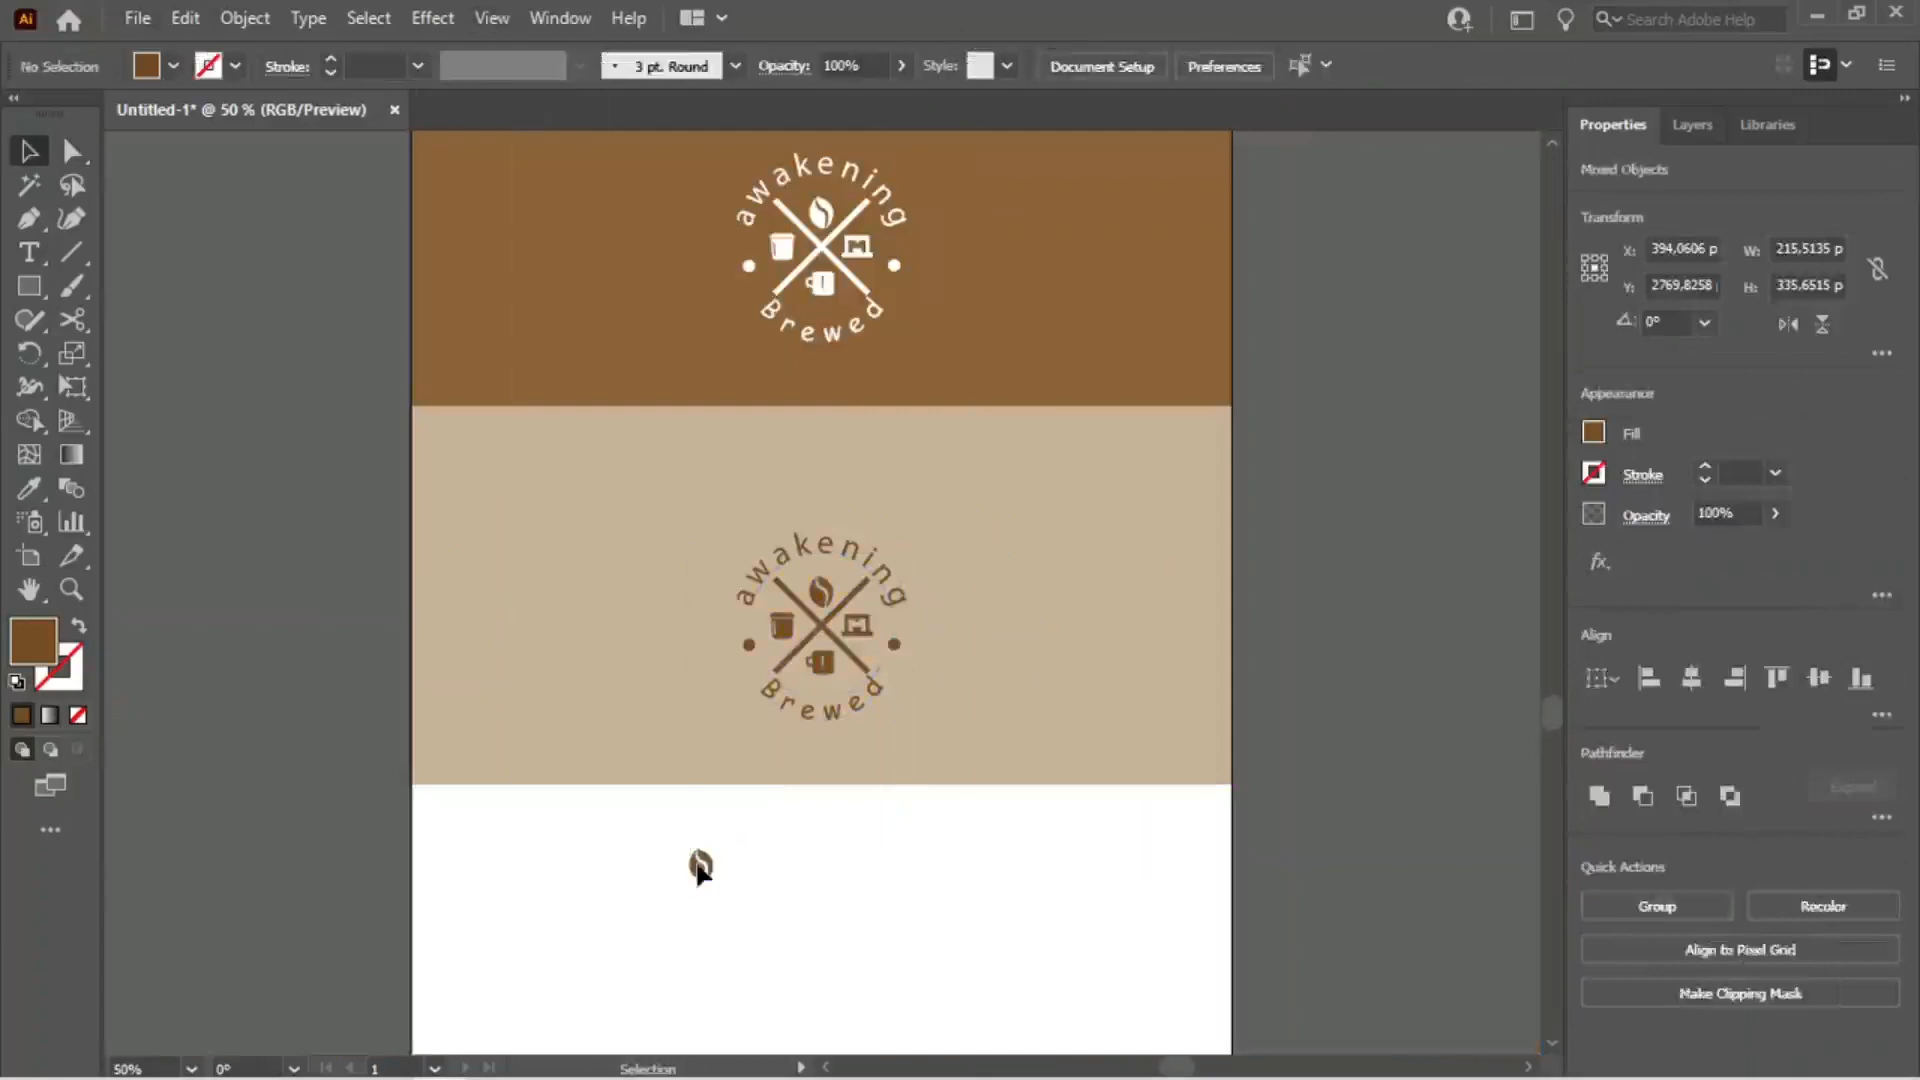 Ai File Edit Object Type Select Effect View Window Help Search Adobe Help
No Selection Stroke: 3 pt. Round Opacity: 100% Style: Document Setup Preferences
Untitled-1* @ 50 % (RGB/Preview)
Properties Layers Libraries
Mixed Objects
Transform
X: 394,0606 p W: 215,5135 p
Y: 2769,8258 H: 335,6515 p
0°
Appearance
Fill
Stroke
Opacity 100%
fx.
Align
Pathfinder
Expand
Quick Actions
Group Recolor
Align to Pixel Grid
Make Clipping Mask
awakening
Brewed
awakening
Brewed
50% 0° 1 Selection